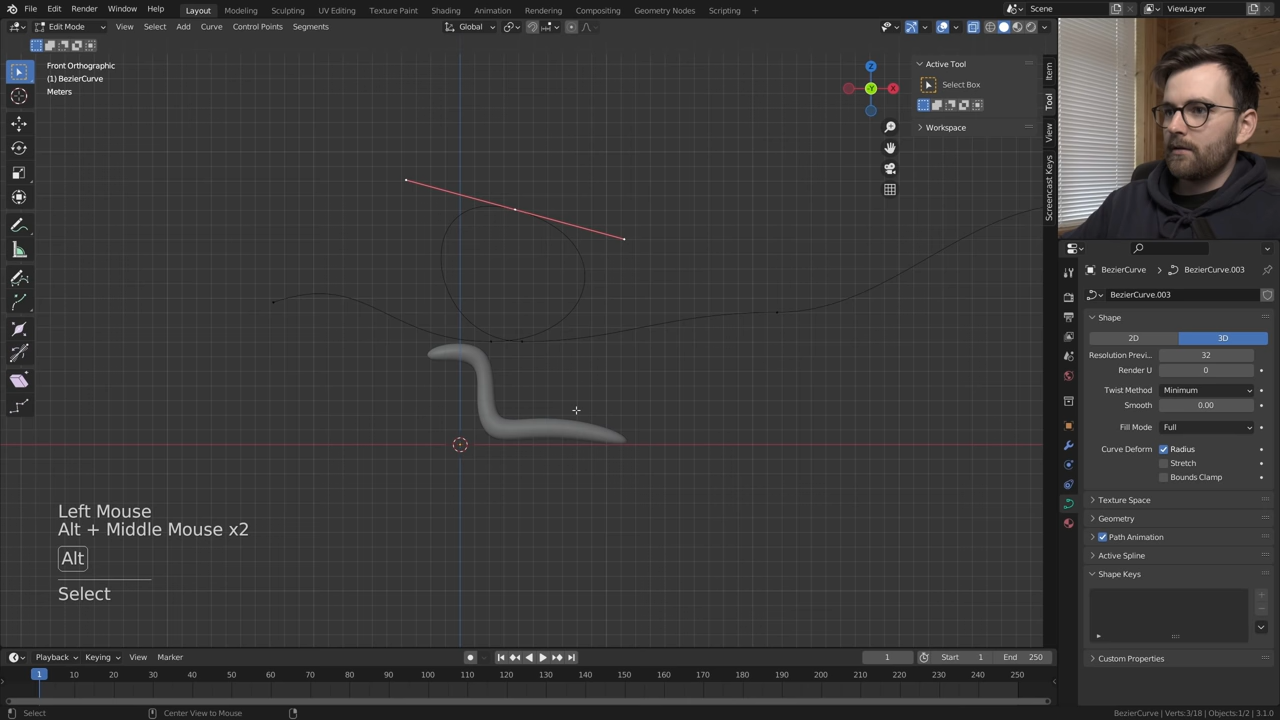 File Edit Render Window Help Layout Modeling Sculpting UV Editing Texture Paint Shading Animation Rendering Compositing Geometry Nodes Scripting Scene ViewLayer
Edit Mode View Select Add Curve Control Points Segments Global
Front Orthographic
(1) BezierCurve
Meters
Z
X
-Y
Active Tool
Select Box
Workspace
Item
Tool
View
Screencast Keys
BezierCurve > BezierCurve.003
BezierCurve.003
Shape
2D 3D
Resolution Previ... 32
Render U 0
Twist Method Minimum
Smooth 0.00
Fill Mode Full
Curve Deform Radius
Stretch
Bounds Clamp
Texture Space
Geometry
Path Animation
Active Spline
Shape Keys
Custom Properties
Left Mouse
Alt + Middle Mouse x2
Alt
Select
Playback Keying View Marker 1 Start 1 End 250
1 10 20 30 40 50 60 70 80 90 100 110 120 130 140 150 160 170 180 190 200 210 220 230 240 250
Select Center View to Mouse BezierCurve | Verts:3/18 | Objects:1/2 | 3.1.0